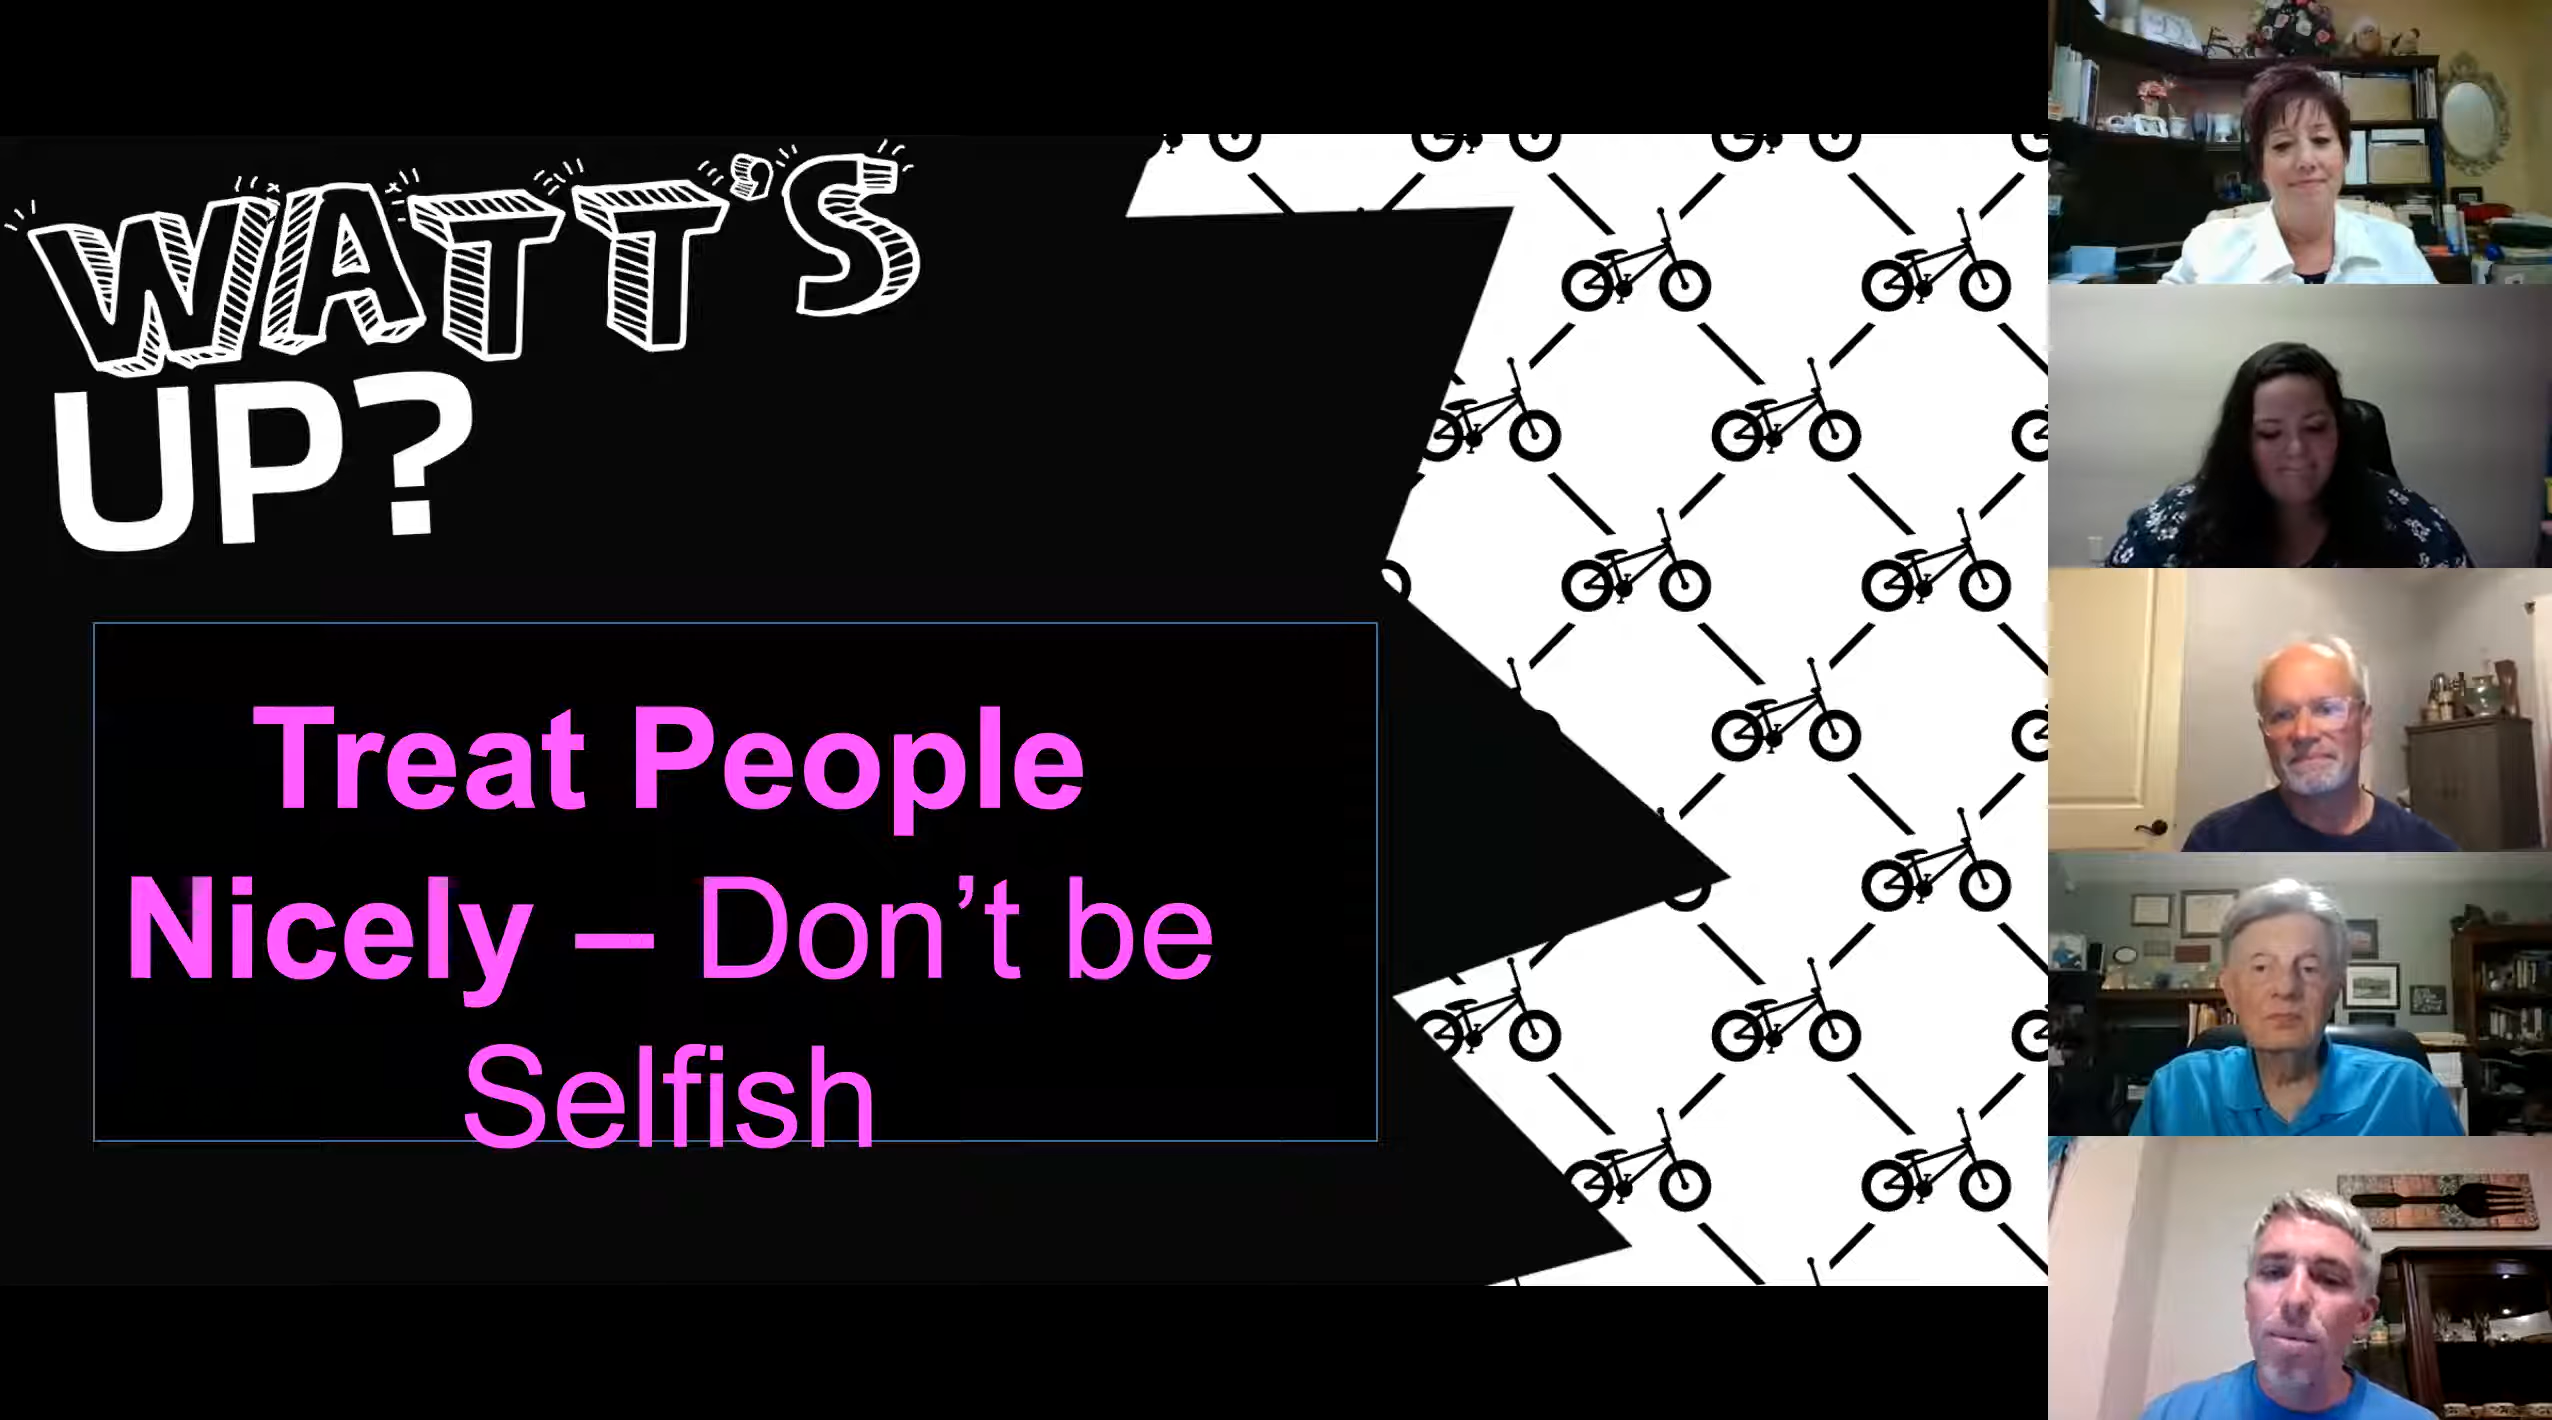 WATT'S
UP?
Treat People
Nicely – Don’t be
Selfish